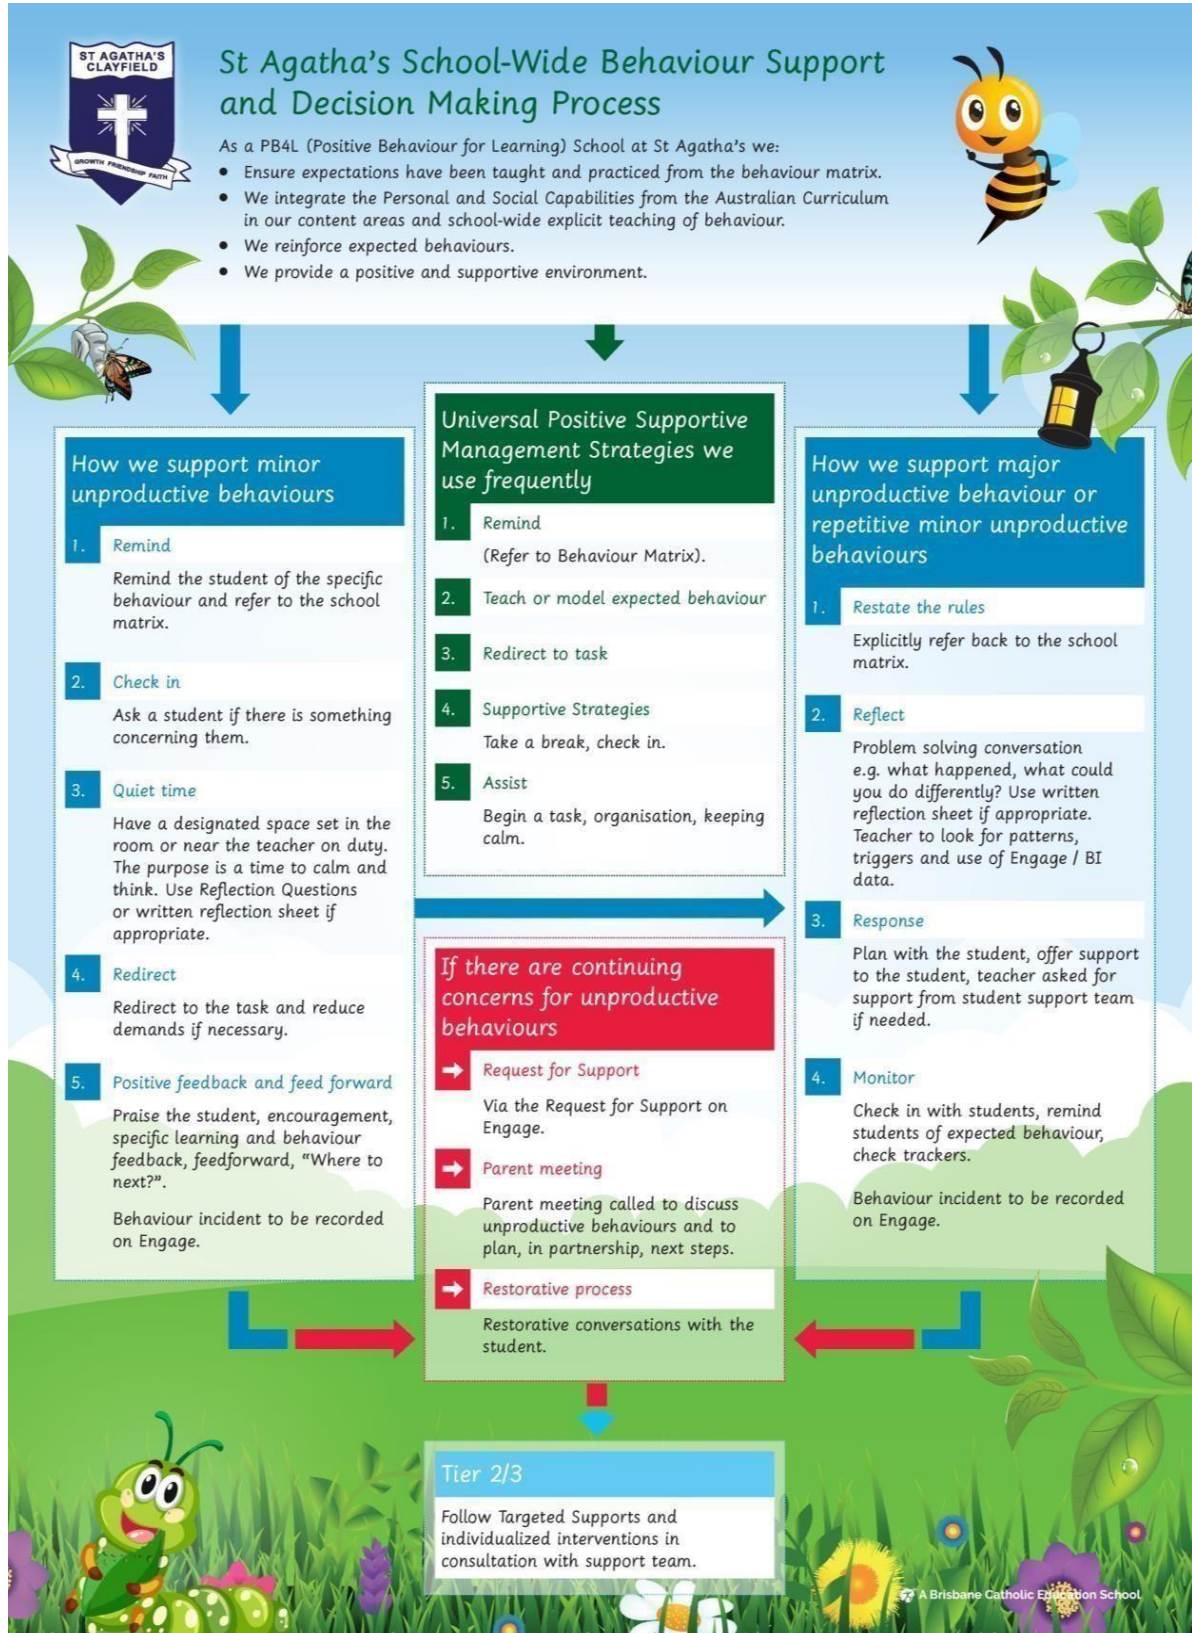 ST AGATHA'S
CLAYFIELD
GROWTH FRIENDSHIP FAITH
St Agatha's School-Wide Behaviour Support
and Decision Making Process
As a PB4L (Positive Behaviour for Learning) School at St Agatha's we:
• Ensure expectations have been taught and practiced from the behaviour matrix.
• We integrate the Personal and Social Capabilities from the Australian Curriculum
in our content areas and school-wide explicit teaching of behaviour.
• We reinforce expected behaviours.
• We provide a positive and supportive environment.
How we support minor
unproductive behaviours
1. Remind
Remind the student of the specific
behaviour and refer to the school
matrix.
2. Check in
Ask a student if there is something
concerning them.
3. Quiet time
Have a designated space set in the
room or near the teacher on duty.
The purpose is a time to calm and
think. Use Reflection Questions
or written reflection sheet if
appropriate.
4. Redirect
Redirect to the task and reduce
demands if necessary.
5. Positive feedback and feed forward
Praise the student, encouragement,
specific learning and behaviour
feedback, feedforward, "Where to
next?".
Behaviour incident to be recorded
on Engage.
Universal Positive Supportive
Management Strategies we
use frequently
1. Remind
(Refer to Behaviour Matrix).
2. Teach or model expected behaviour
3. Redirect to task
4. Supportive Strategies
Take a break, check in.
5. Assist
Begin a task, organisation, keeping
calm.
If there are continuing
concerns for unproductive
behaviours
Request for Support
Via the Request for Support on
Engage.
Parent meeting
Parent meeting called to discuss
unproductive behaviours and to
plan, in partnership, next steps.
Restorative process
Restorative conversations with the
student.
How we support major
unproductive behaviour or
repetitive minor unproductive
behaviours
1. Restate the rules
Explicitly refer back to the school
matrix.
2. Reflect
Problem solving conversation
e.g. what happened, what could
you do differently? Use written
reflection sheet if appropriate.
Teacher to look for patterns,
triggers and use of Engage / BI
data.
3. Response
Plan with the student, offer support
to the student, teacher asked for
support from student support team
if needed.
4. Monitor
Check in with students, remind
students of expected behaviour,
check trackers.
Behaviour incident to be recorded
on Engage.
Tier 2/3
Follow Targeted Supports and
individualized interventions in
consultation with support team.
A Brisbane Catholic Education School